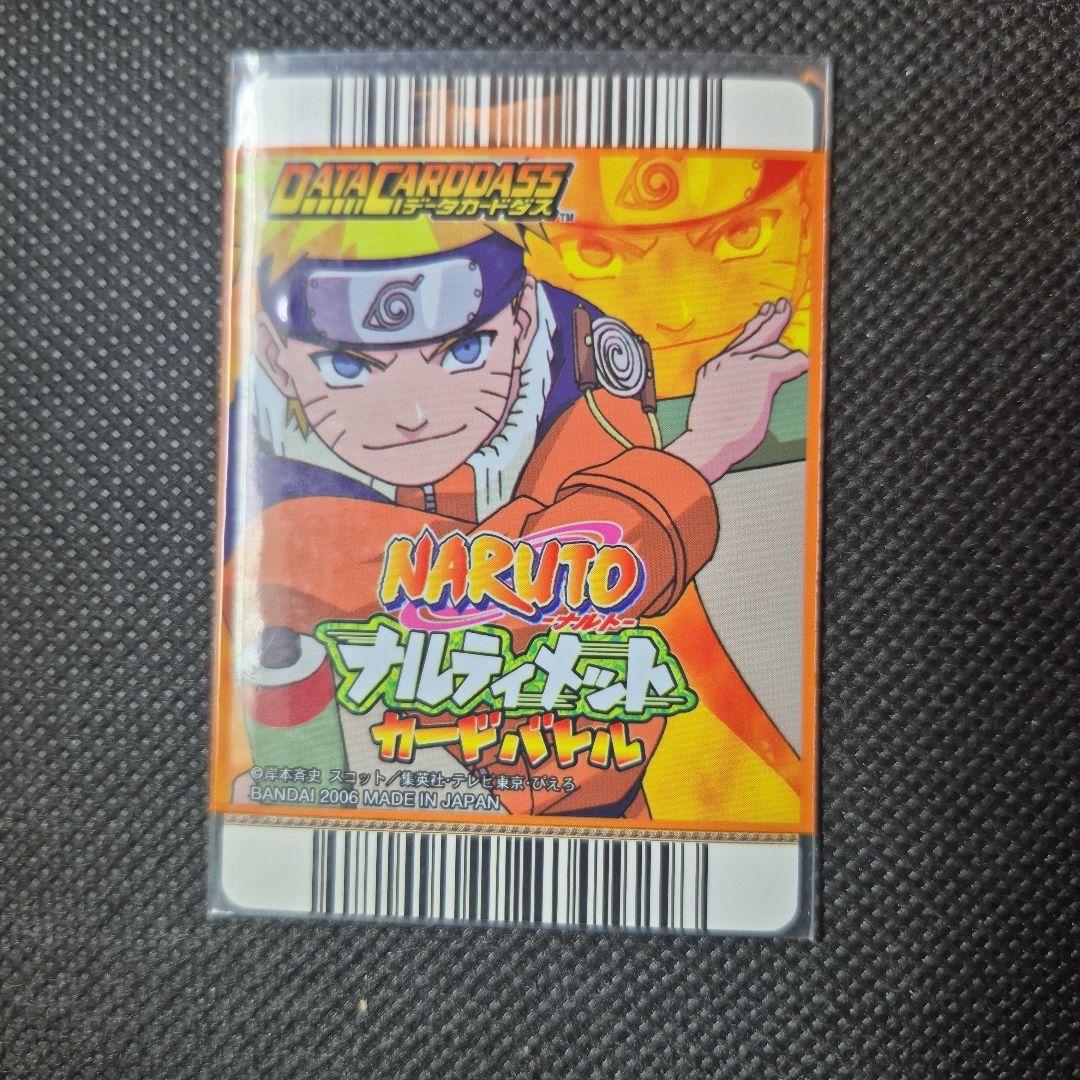 DATA CARDDASS
データカードダス™
NARUTO
-ナルト-
ナルティメット
カードバトル
©岸本斉史 スコット／集英社・テレビ東京・ぴえろ
BANDAI 2006 MADE IN JAPAN